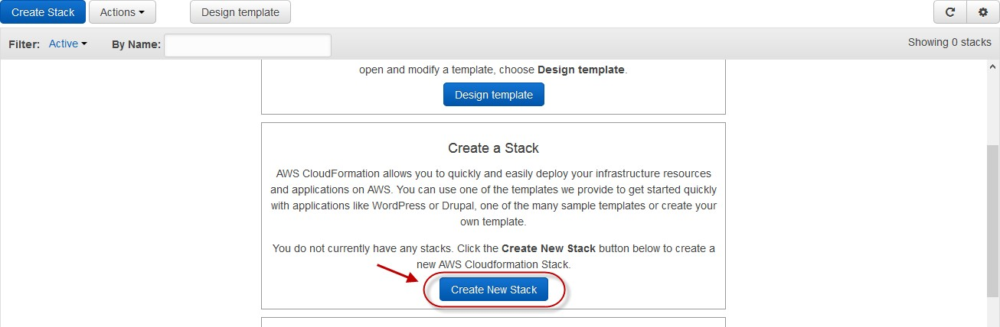 Create Stack Actions Design template
Filter: Active By Name: Showing 0 stacks
open and modify a template, choose Design template.
Design template
Create a Stack
AWS CloudFormation allows you to quickly and easily deploy your infrastructure resources
and applications on AWS. You can use one of the templates we provide to get started quickly
with applications like WordPress or Drupal, one of the many sample templates or create your
own template.
You do not currently have any stacks. Click the Create New Stack button below to create a
new AWS Cloudformation Stack.
Create New Stack